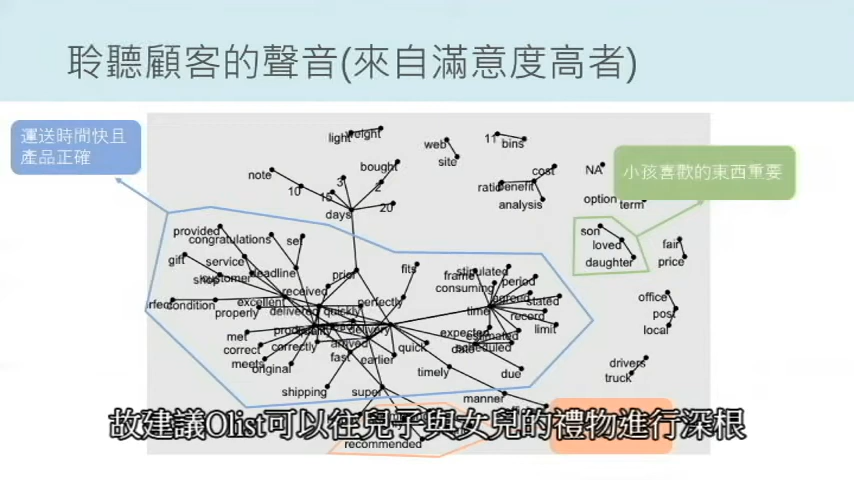 聆聽顧客的聲音(來自滿意度高者)
運送時間快且
產品正確
小孩喜歡的東西重要
light
weight
web
site
11
bins
note
10
15
3
bought
2
20
days
cost
ratio
benefit
analysis
NA
option
term
son
loved
daughter
fair
price
provided
congratulations
set
gift
service
shop
customer
deadline
prior
fits
received
condition
excellent
properly
delivered
quickly
perfectly
stipulated
frame
consuming
period
agreed
stated
time
record
limit
expected
estimated
scheduled
date
office
post
local
met
correct
meets
original
correctly
delivery
arrived
fast
earlier
quick
timely
due
drivers
truck
shipping
super
manner
recommended
故建議Olist可以往兒子與女兒的禮物進行深根